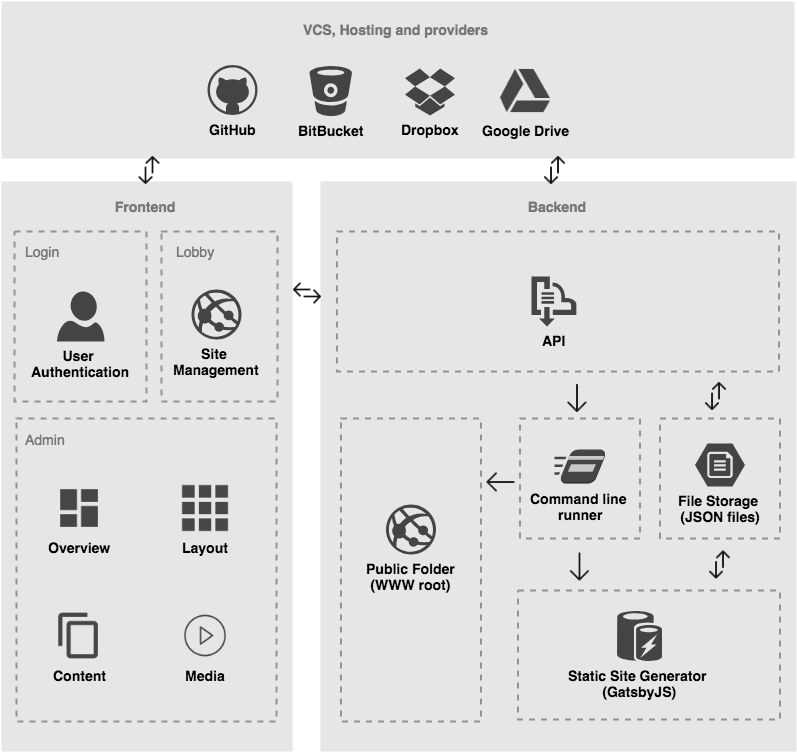 VCS, Hosting and providers
GitHub
BitBucket
Dropbox
Google Drive
Frontend
Login
User
Authentication
Lobby
Site
Management
Admin
Overview
Layout
Content
Media
Backend
API
Public Folder
(WWW root)
Command line
runner
File Storage
(JSON files)
Static Site Generator
(GatsbyJS)